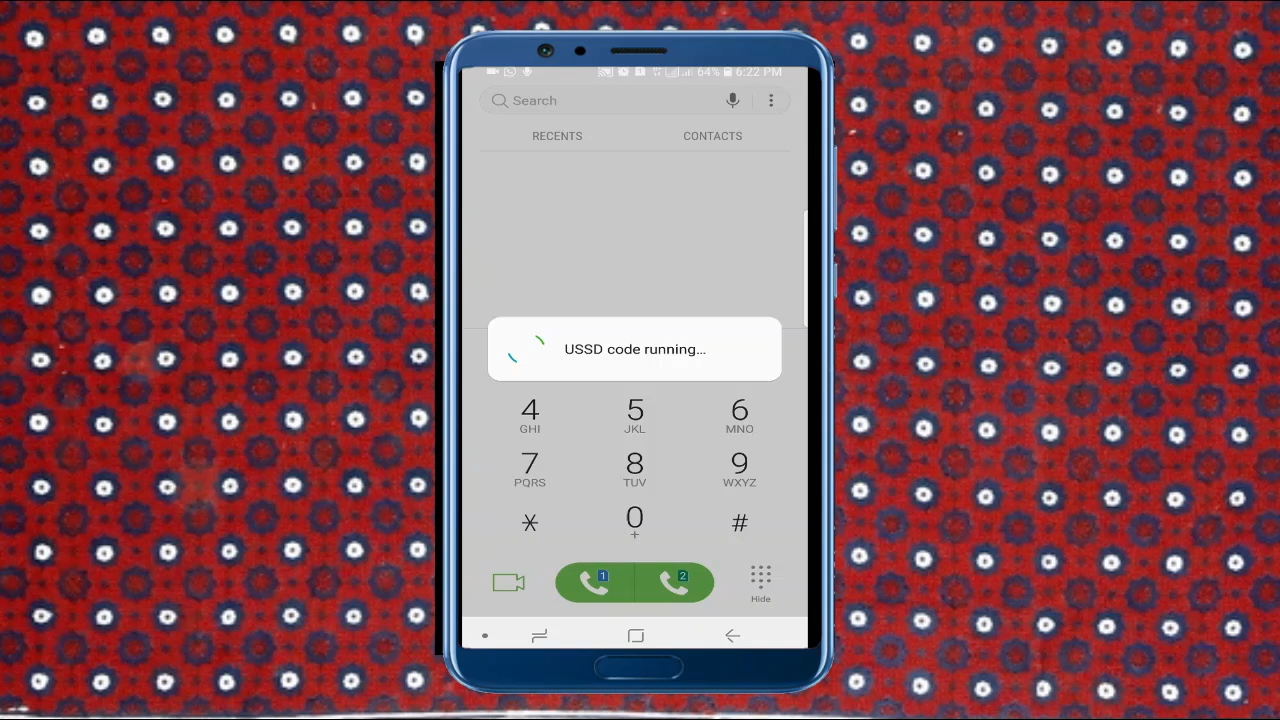 64% 6:22 PM
Search
RECENTS CONTACTS
USSD code running...
4 5 6
GHI JKL MNO
7 8 9
PQRS TUV WXYZ
* 0 #
+
1 2
Hide